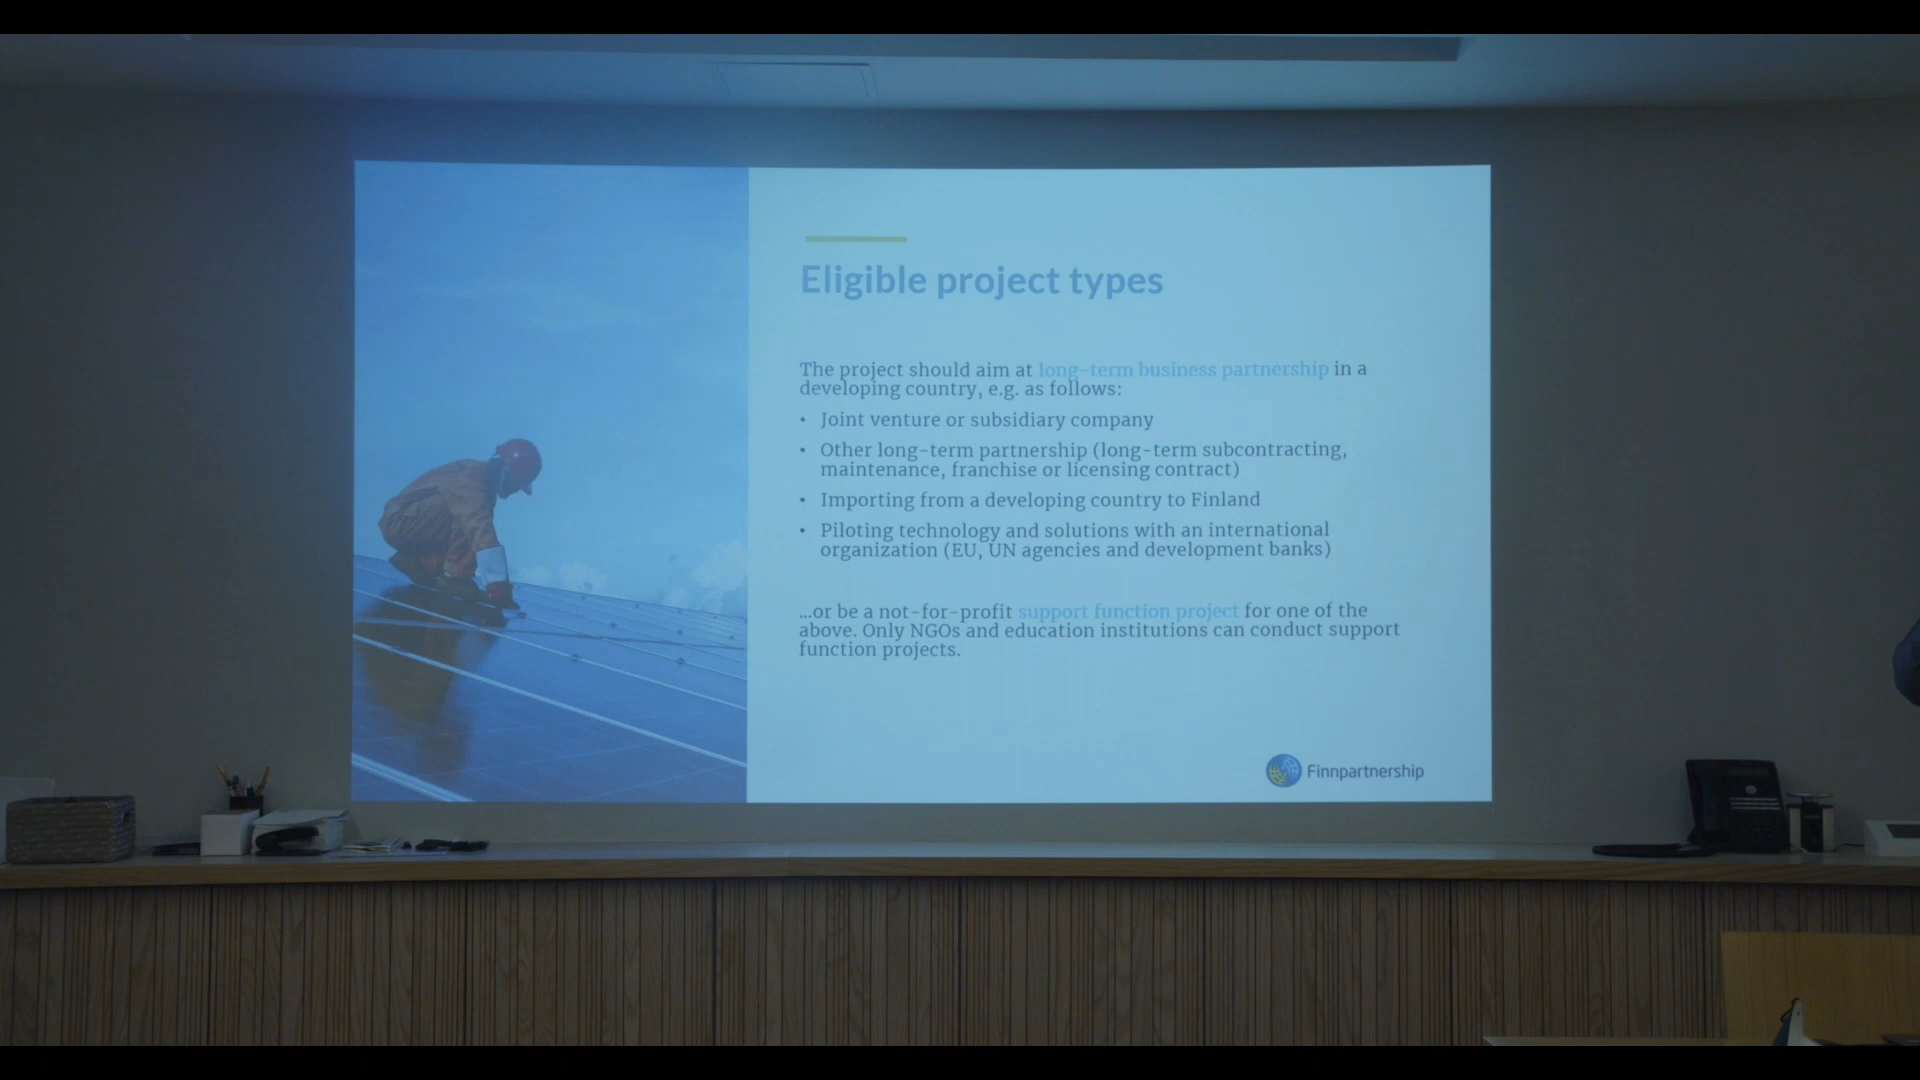 Eligible project types
The project should aim at long-term business partnership in a
developing country, e.g. as follows:
• Joint venture or subsidiary company
• Other long-term partnership (long-term subcontracting,
maintenance, franchise or licensing contract)
• Importing from a developing country to Finland
• Piloting technology and solutions with an international
organization (EU, UN agencies and development banks)
...or be a not-for-profit support function project for one of the
above. Only NGOs and education institutions can conduct support
function projects.
Finnpartnership